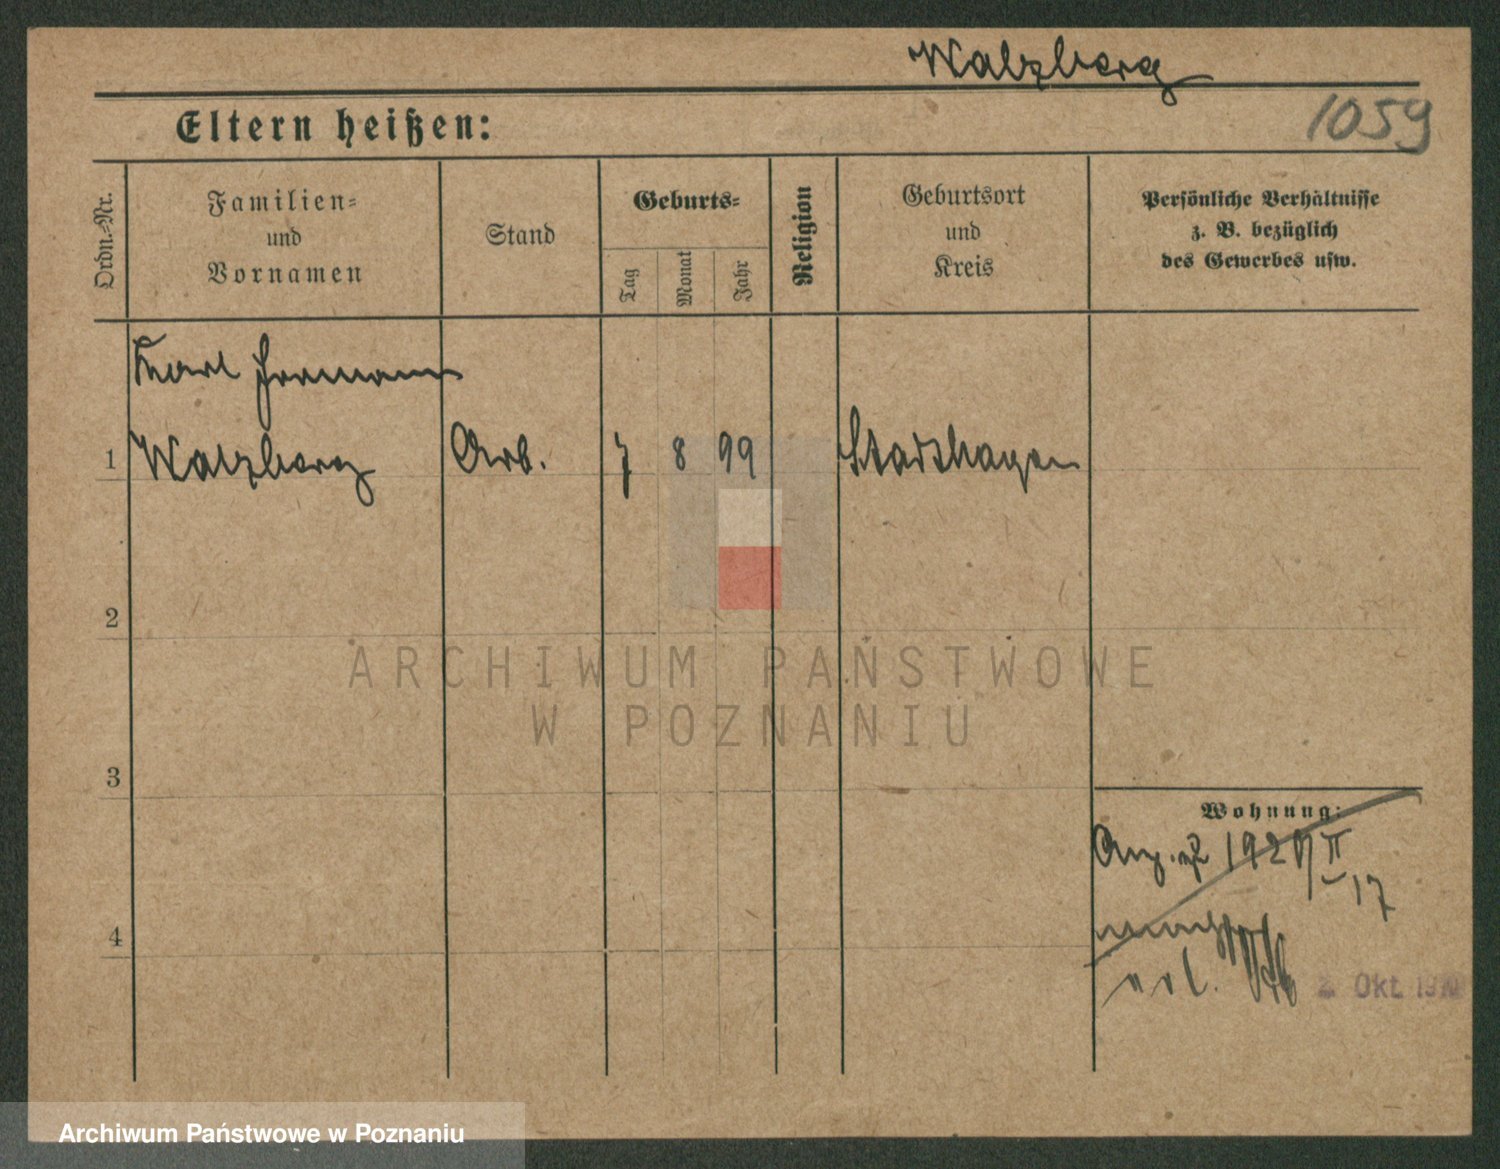 Walzberg
1059
Eltern heißen:
Ordn.-Nr.
Familien-
und
Vornamen
Stand
Geburts-
Tag
Monat
Jahr
Religion
Geburtsort
und
Kreis
Persönliche Verhältnisse
z. B. bezüglich
des Gewerbes usw.
Karl Hermann
1 Walzberg Arb. 7 8 99 Stadthagen
2
ARCHIWUM PAŃSTWOWE
W POZNANIU
3
Wohnung:
4
Okt.
Archiwum Państwowe w Poznaniu